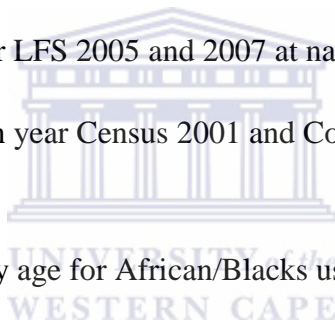 r LFS 2005 and 2007 at na
n year Census 2001 and Co
UNIVERSITY of the
y age for African/Blacks us
WESTERN CAPE